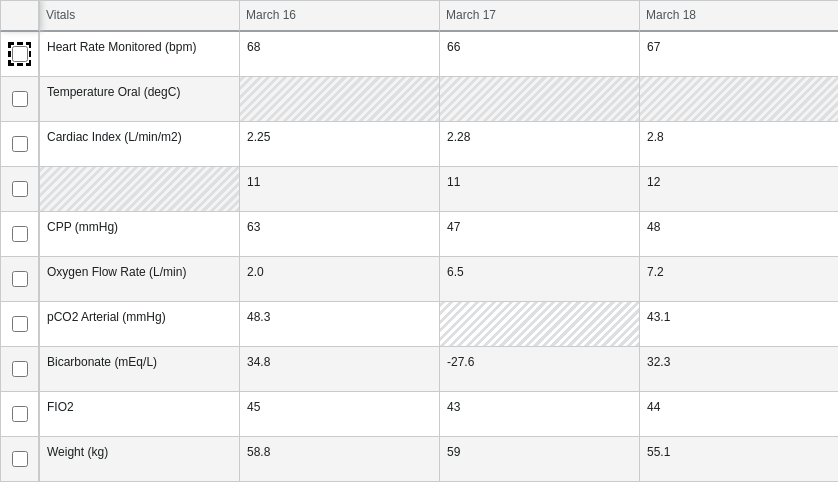 Vitals March 16 March 17 March 18
Heart Rate Monitored (bpm) 68 66 67
Temperature Oral (degC)
Cardiac Index (L/min/m2) 2.25 2.28 2.8
11 11 12
CPP (mmHg) 63 47 48
Oxygen Flow Rate (L/min) 2.0 6.5 7.2
pCO2 Arterial (mmHg) 48.3 43.1
Bicarbonate (mEq/L) 34.8 -27.6 32.3
FIO2 45 43 44
Weight (kg) 58.8 59 55.1